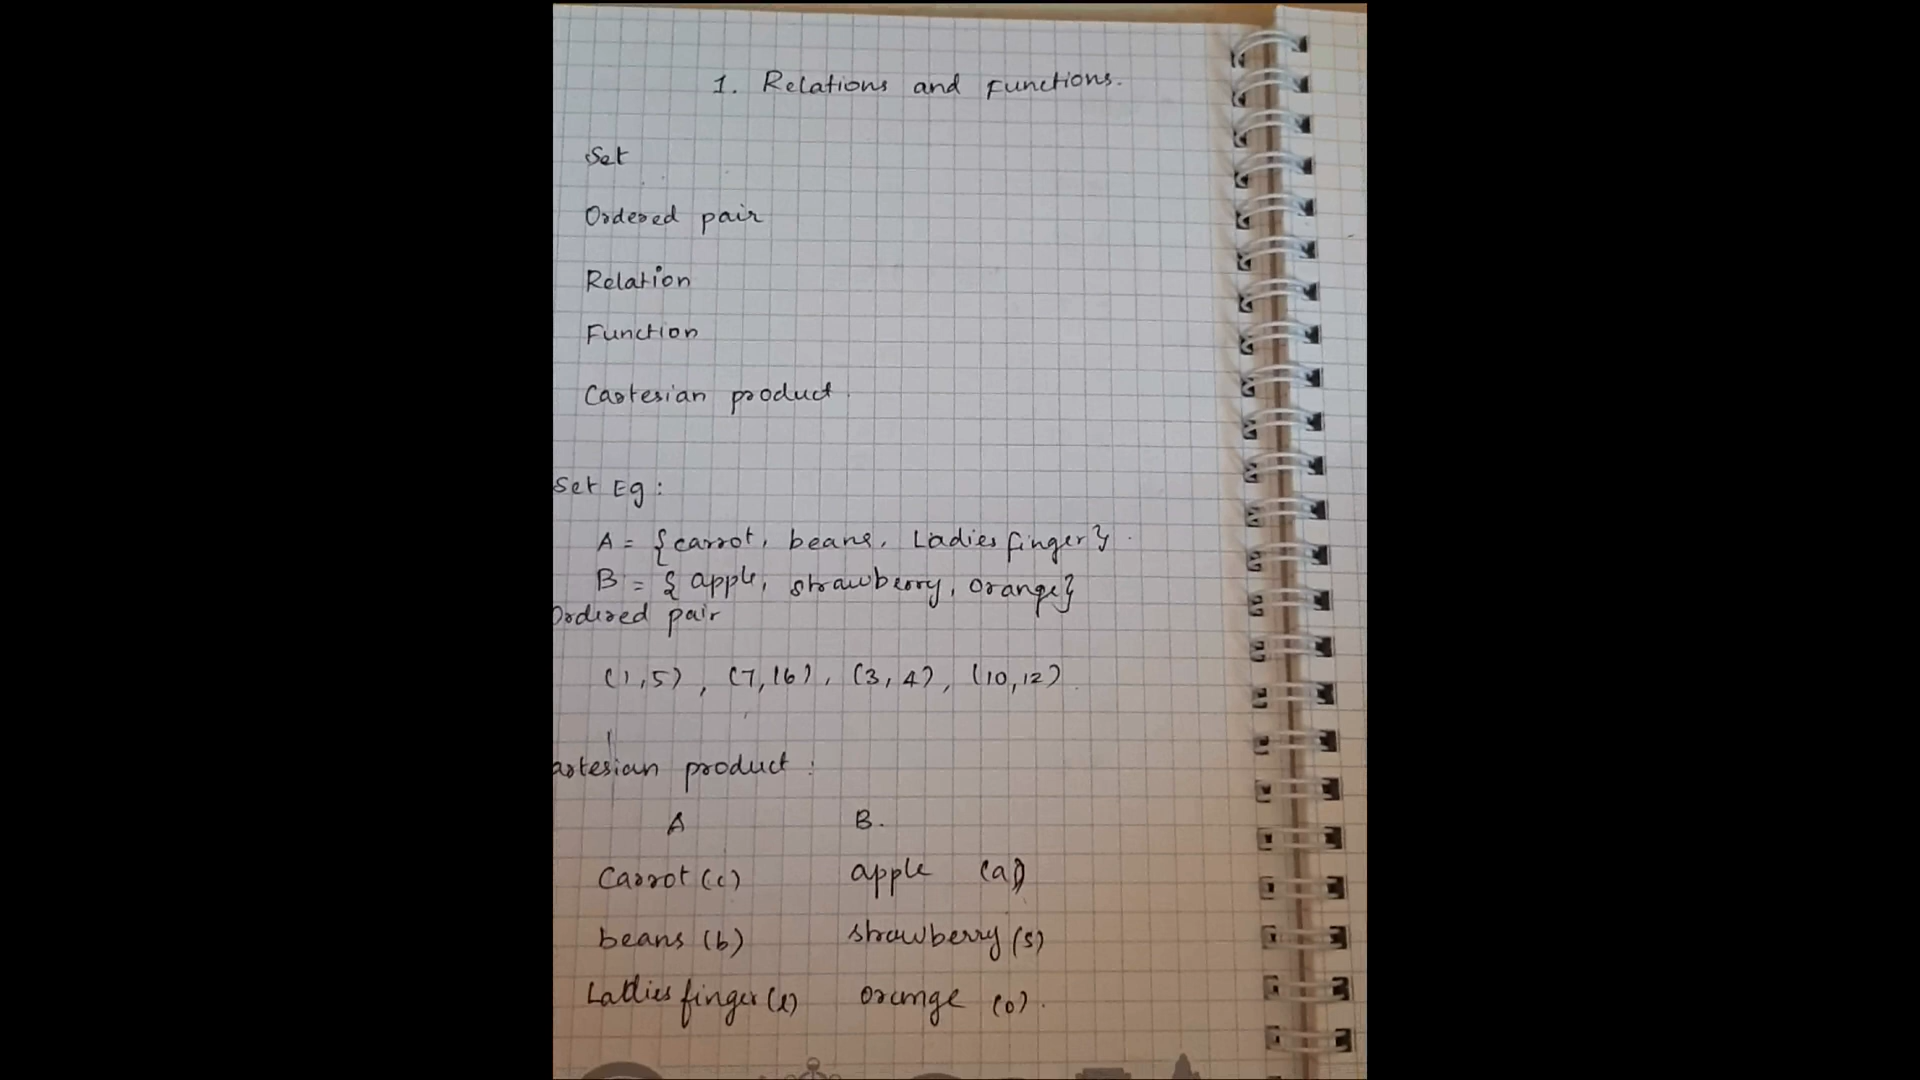 1. Relations and Functions.
Set
Ordered pair
Relation
Function
Cartesian product.
Set Eg:
A = {carrot, beans, Ladies finger}.
B = {apple, strawberry, orange}
Ordered pair
(1,5), (7,16), (3,4), (10,12).
artesian product:
A B.
Carrot (c) apple (a)
beans (b) strawberry (s)
Ladies finger (l) orange (o).